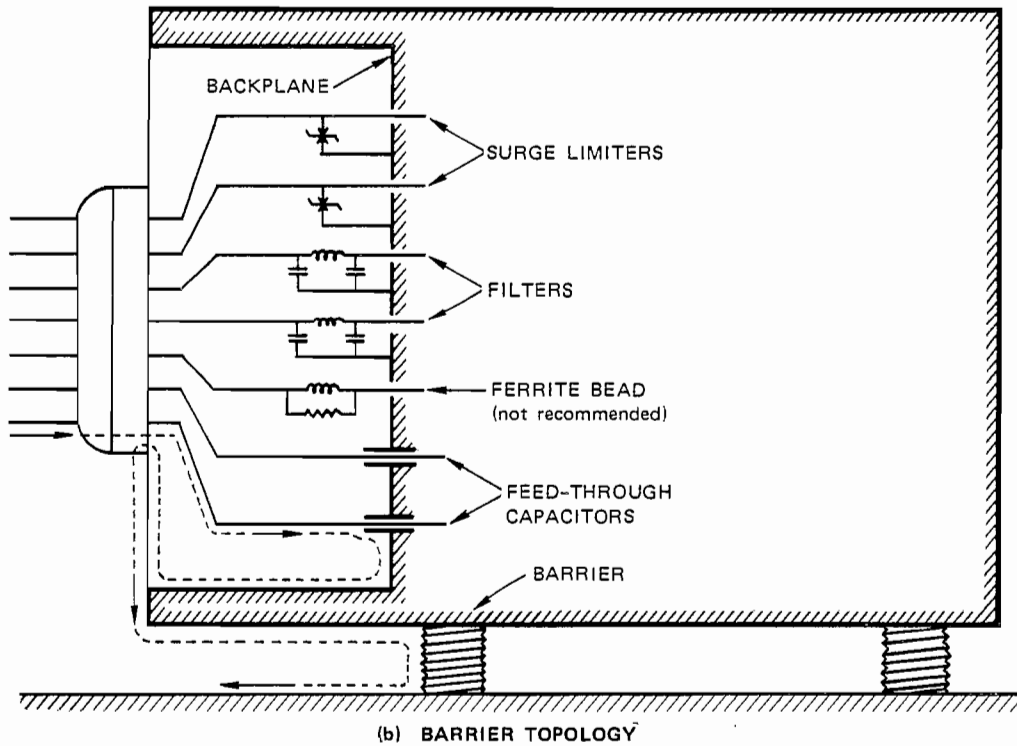 BACKPLANE
SURGE LIMITERS
FILTERS
FERRITE BEAD
(not recommended)
FEED-THROUGH
CAPACITORS
BARRIER
(b) BARRIER TOPOLOGY